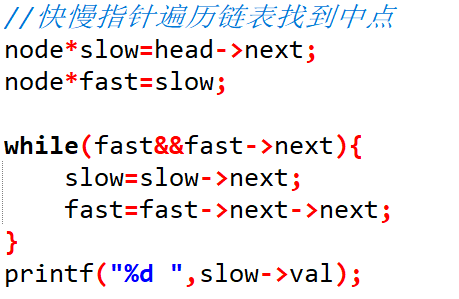 //快慢指针遍历链表找到中点
node*slow=head->next;
node*fast=slow;
while(fast&&fast->next){
    slow=slow->next;
    fast=fast->next->next;
}
printf("%d ",slow->val);